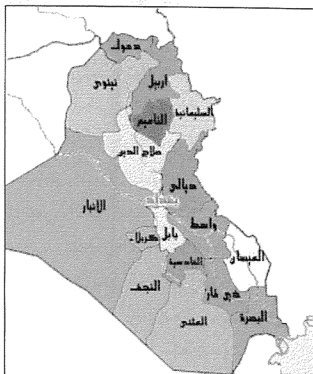 دهوك
نينوى
اربيل
السليمانية
التاميم
صلاح الدين
ديالى
بغداد
الانبار
واسط
بابل
كربلاء
القادسية
الميسان
النجف
ذي قار
المثنى
البصرة